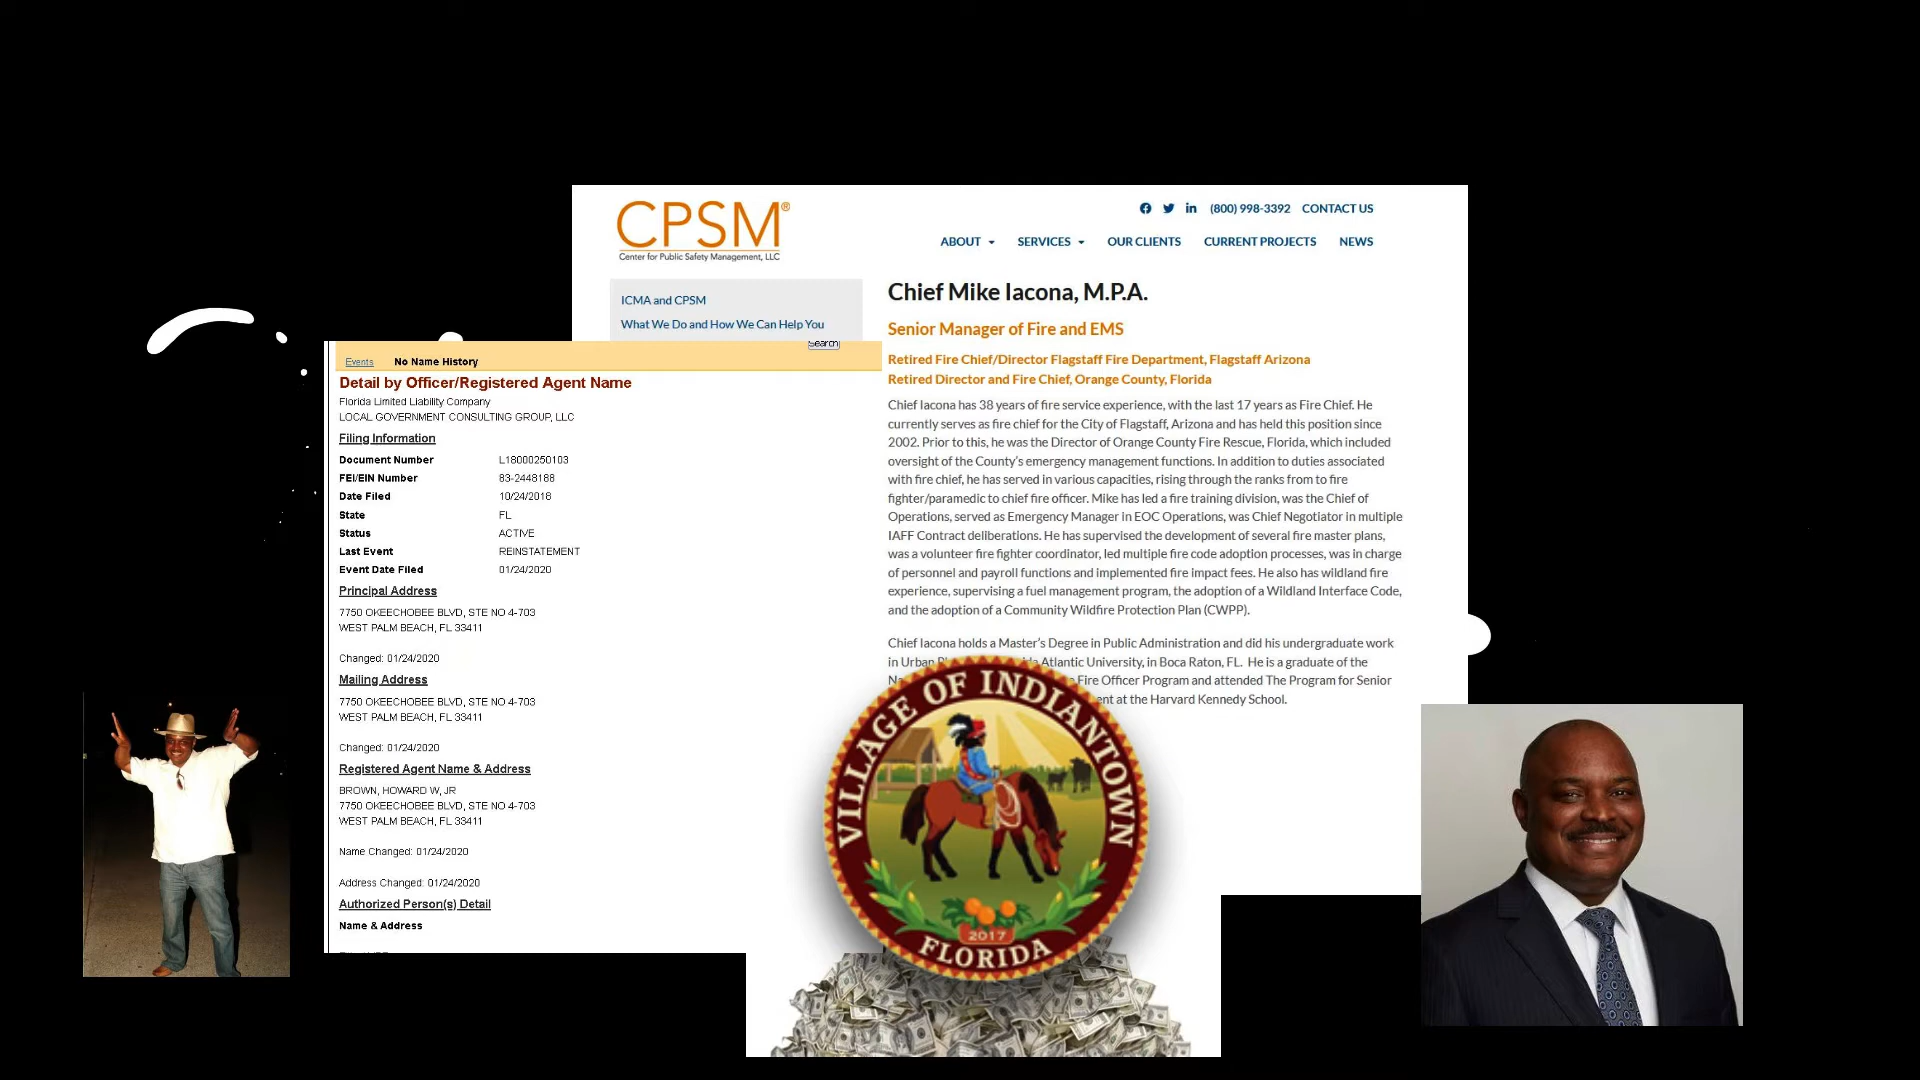 CPSM®
Center for Public Safety Management, LLC
(800) 998-3392 CONTACT US
ABOUT SERVICES OUR CLIENTS CURRENT PROJECTS NEWS
ICMA and CPSM
What We Do and How We Can Help You
Chief Mike Iacona, M.P.A.
Senior Manager of Fire and EMS
Retired Fire Chief/Director Flagstaff Fire Department, Flagstaff Arizona
Retired Director and Fire Chief, Orange County, Florida
Chief Iacona has 38 years of fire service experience, with the last 17 years as Fire Chief. He
currently serves as fire chief for the City of Flagstaff, Arizona and has held this position since
2002. Prior to this, he was the Director of Orange County Fire Rescue, Florida, which included
oversight of the County's emergency management functions. In addition to duties associated
with fire chief, he has served in various capacities, rising through the ranks from to fire
fighter/paramedic to chief fire officer. Mike has led a fire training division, was the Chief of
Operations, served as Emergency Manager in EOC Operations, was Chief Negotiator in multiple
IAFF Contract deliberations. He has supervised the development of several fire master plans,
was a volunteer fire fighter coordinator, led multiple fire code adoption processes, was in charge
of personnel and payroll functions and implemented fire impact fees. He also has wildland fire
experience, supervising a fuel management program, the adoption of a Wildland Interface Code,
and the adoption of a Community Wildfire Protection Plan (CWPP).
Chief Iacona holds a Master's Degree in Public Administration and did his undergraduate work
in Urban Atlantic University, in Boca Raton, FL. He is a graduate of the
Fire Officer Program and attended The Program for Senior
at the Harvard Kennedy School.
Search
Events No Name History
Detail by Officer/Registered Agent Name
Florida Limited Liability Company
LOCAL GOVERNMENT CONSULTING GROUP, LLC
Filing Information
Document Number L18000250103
FEI/EIN Number 83-2448188
Date Filed 10/24/2018
State FL
Status ACTIVE
Last Event REINSTATEMENT
Event Date Filed 01/24/2020
Principal Address
7750 OKEECHOBEE BLVD, STE NO 4-703
WEST PALM BEACH, FL 33411
Changed: 01/24/2020
Mailing Address
7750 OKEECHOBEE BLVD, STE NO 4-703
WEST PALM BEACH, FL 33411
Changed: 01/24/2020
Registered Agent Name & Address
BROWN, HOWARD W, JR
7750 OKEECHOBEE BLVD, STE NO 4-703
WEST PALM BEACH, FL 33411
Name Changed: 01/24/2020
Address Changed: 01/24/2020
Authorized Person(s) Detail
Name & Address
VILLAGE OF INDIANTOWN
2017
FLORIDA